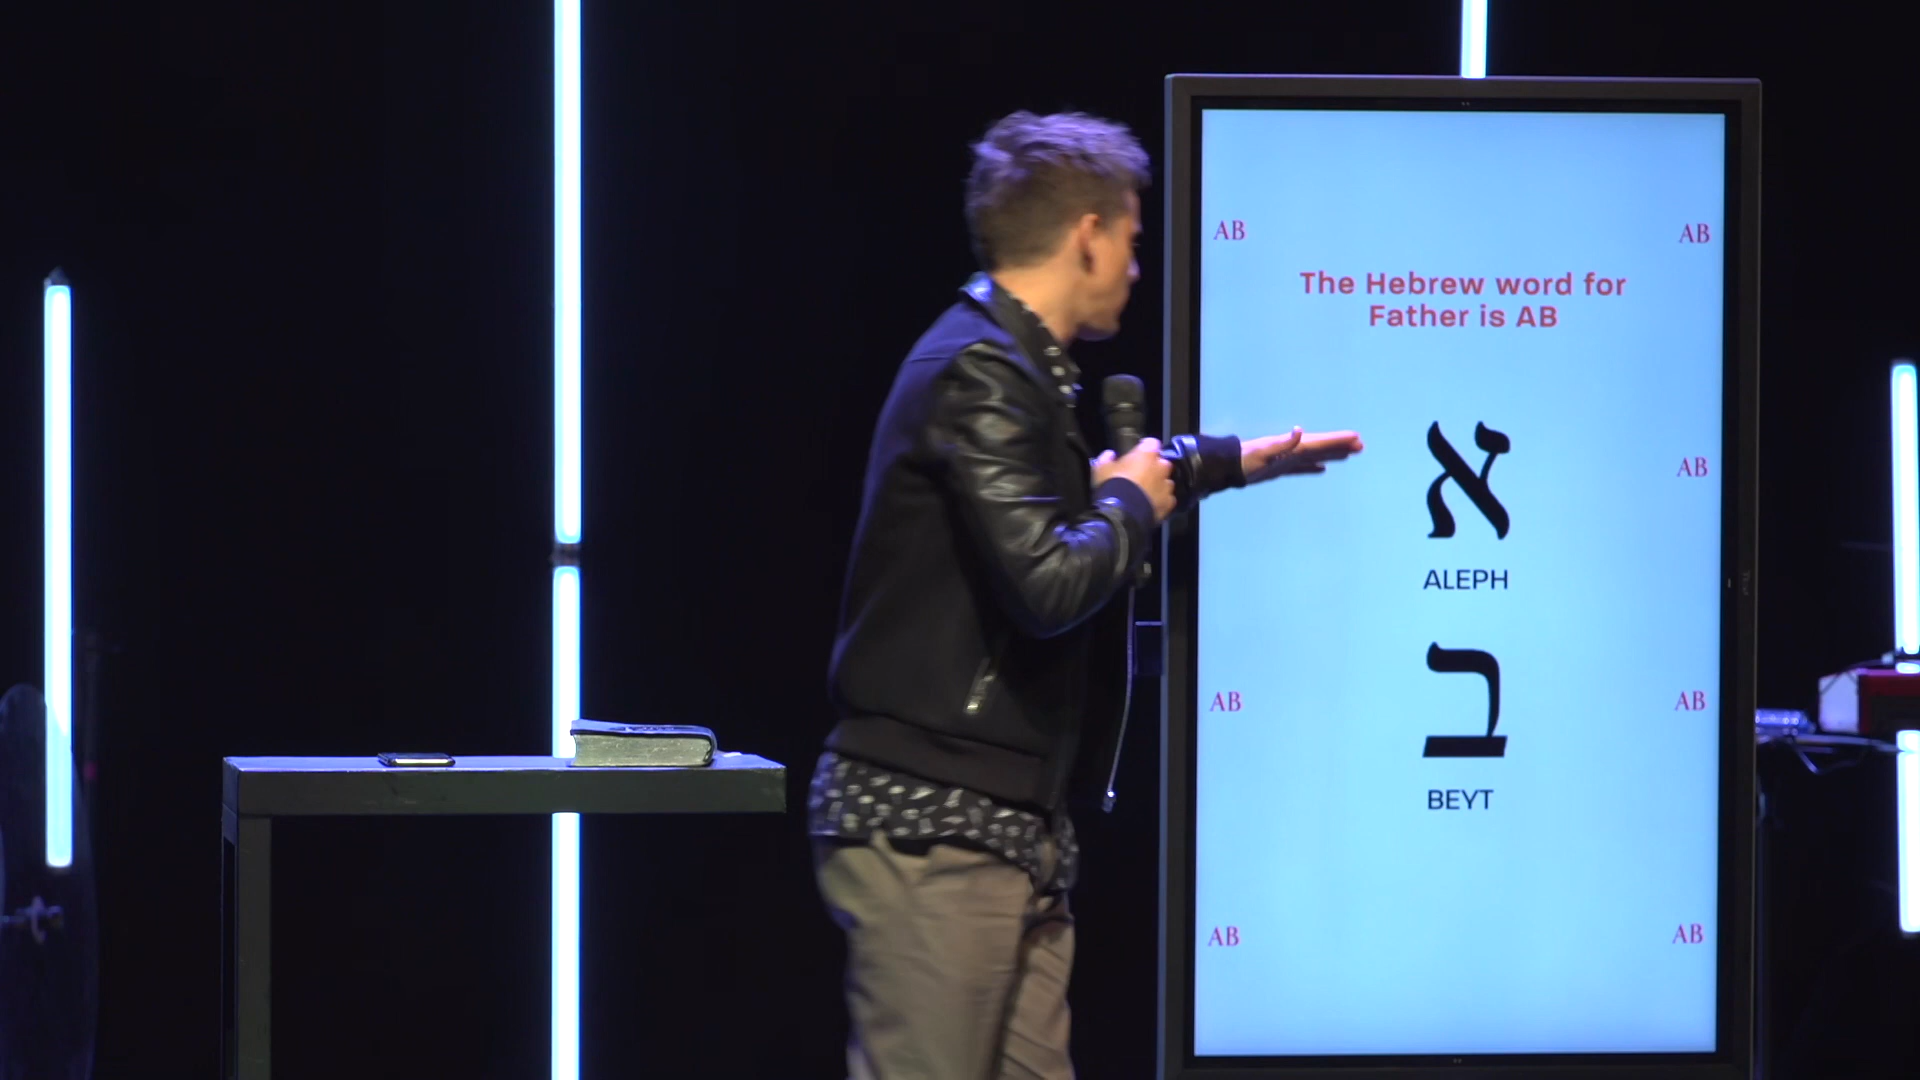 AB AB
The Hebrew word for
Father is AB
א
AB
ALEPH
ב
AB AB
BEYT
AB AB